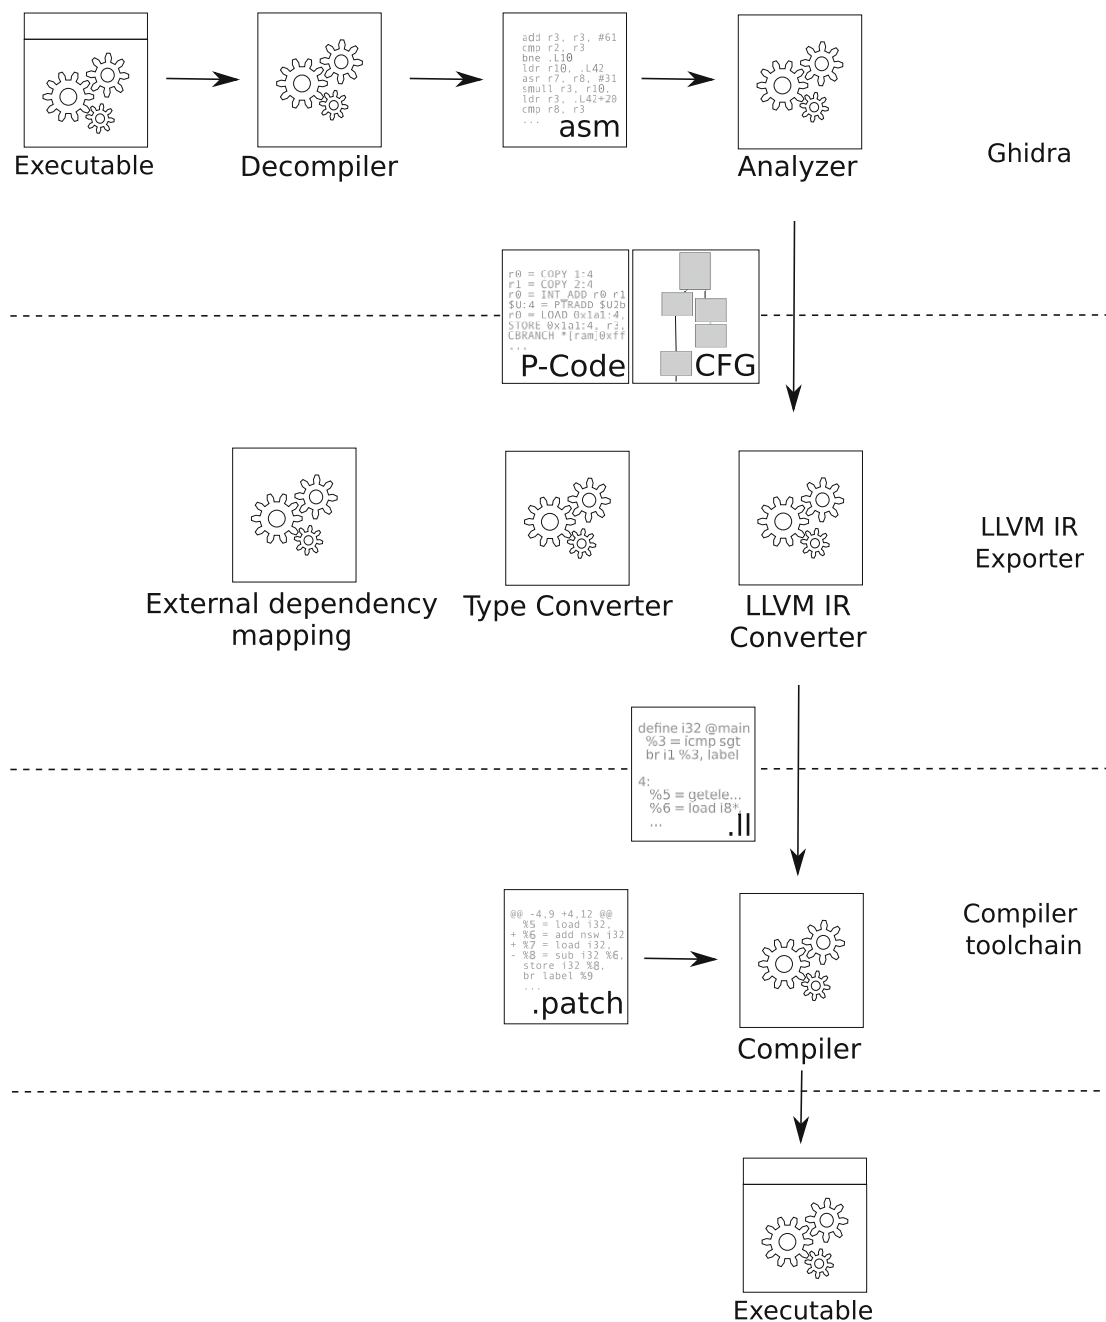 add r3, r3, #61
cmp r2, r3
bne .L10
ldr r10, .L42
asr r7, r8, #31
smull r3, r10,
ldr r3, .L42+20
cmp r8, r3
...
asm
Executable
Decompiler
Analyzer
Ghidra
r0 = COPY 1:4
r1 = COPY 2:4
r0 = INT_ADD r0 r1
$U:4 = PTRADD $U2b
r0 = LOAD 0x1a1:4,
STORE 0x1a1:4, r3,
CBRANCH *[ram]0xff
...
P-Code
CFG
LLVM IR
Exporter
External dependency
mapping
Type Converter
LLVM IR
Converter
define i32 @main
%3 = icmp sgt
br i1 %3, label
4:
%5 = getele...
%6 = load i8*,
...
.ll
@@ -4,9 +4,12 @@
%5 = load i32,
+ %6 = add nsw i32
+ %7 = load i32,
- %8 = sub i32 %6,
store i32 %8,
br label %9
...
.patch
Compiler
toolchain
Compiler
Executable